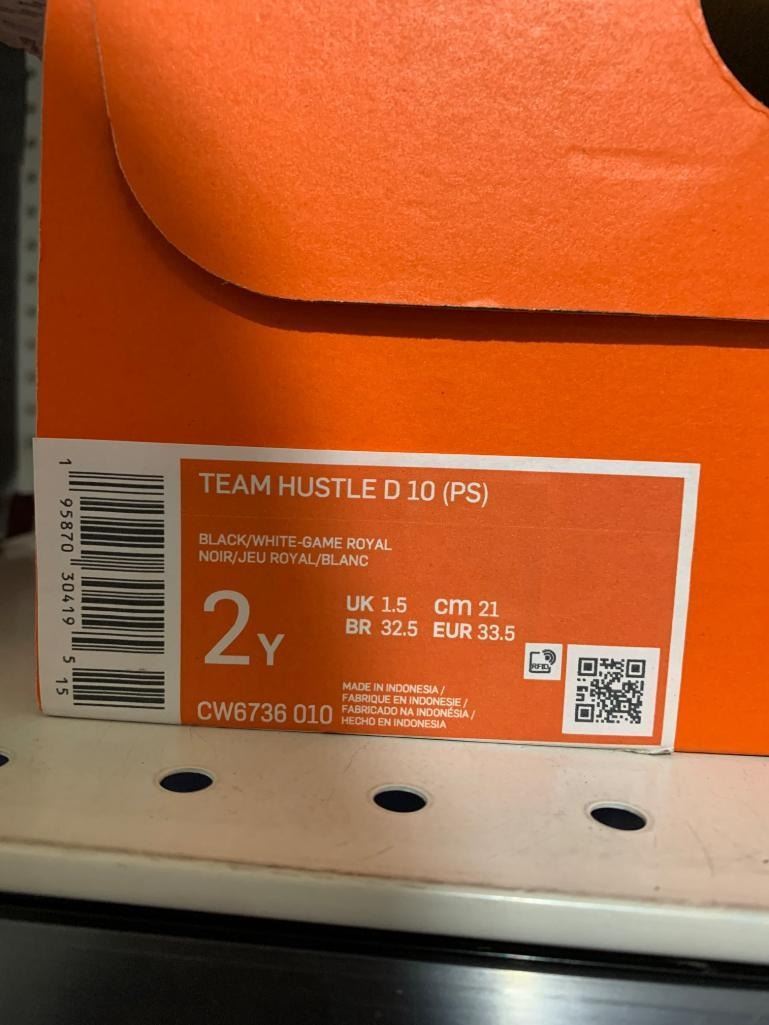 TEAM HUSTLE D 10 (PS)
BLACK/WHITE-GAME ROYAL
NOIR/JEU ROYAL/BLANC
2Y
UK 1.5 cm 21
BR 32.5 EUR 33.5
RFID
CW6736 010
MADE IN INDONESIA /
FABRIQUE EN INDONESIE /
FABRICADO NA INDONÉSIA /
HECHO EN INDONESIA
1 95870 30419 5 15